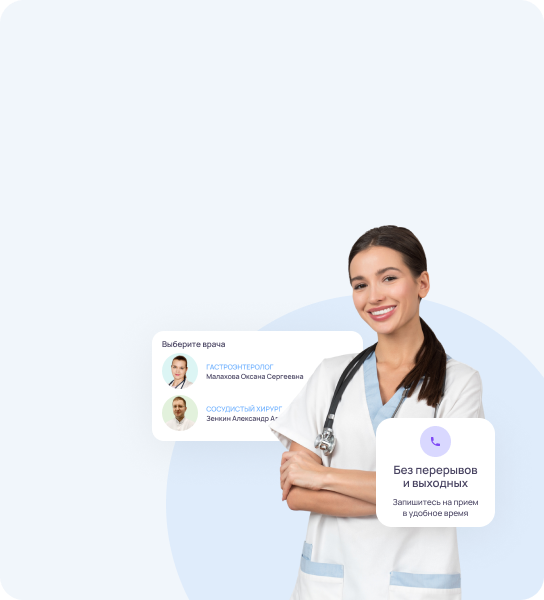 Выберите врача
ГАСТРОЭНТЕРОЛОГ
Малахова Оксана Сергеевна
СОСУДИСТЫЙ ХИРУРГ
Зенкин Александр
Без перерывов
и выходных
Запишитесь на прием
в удобное время